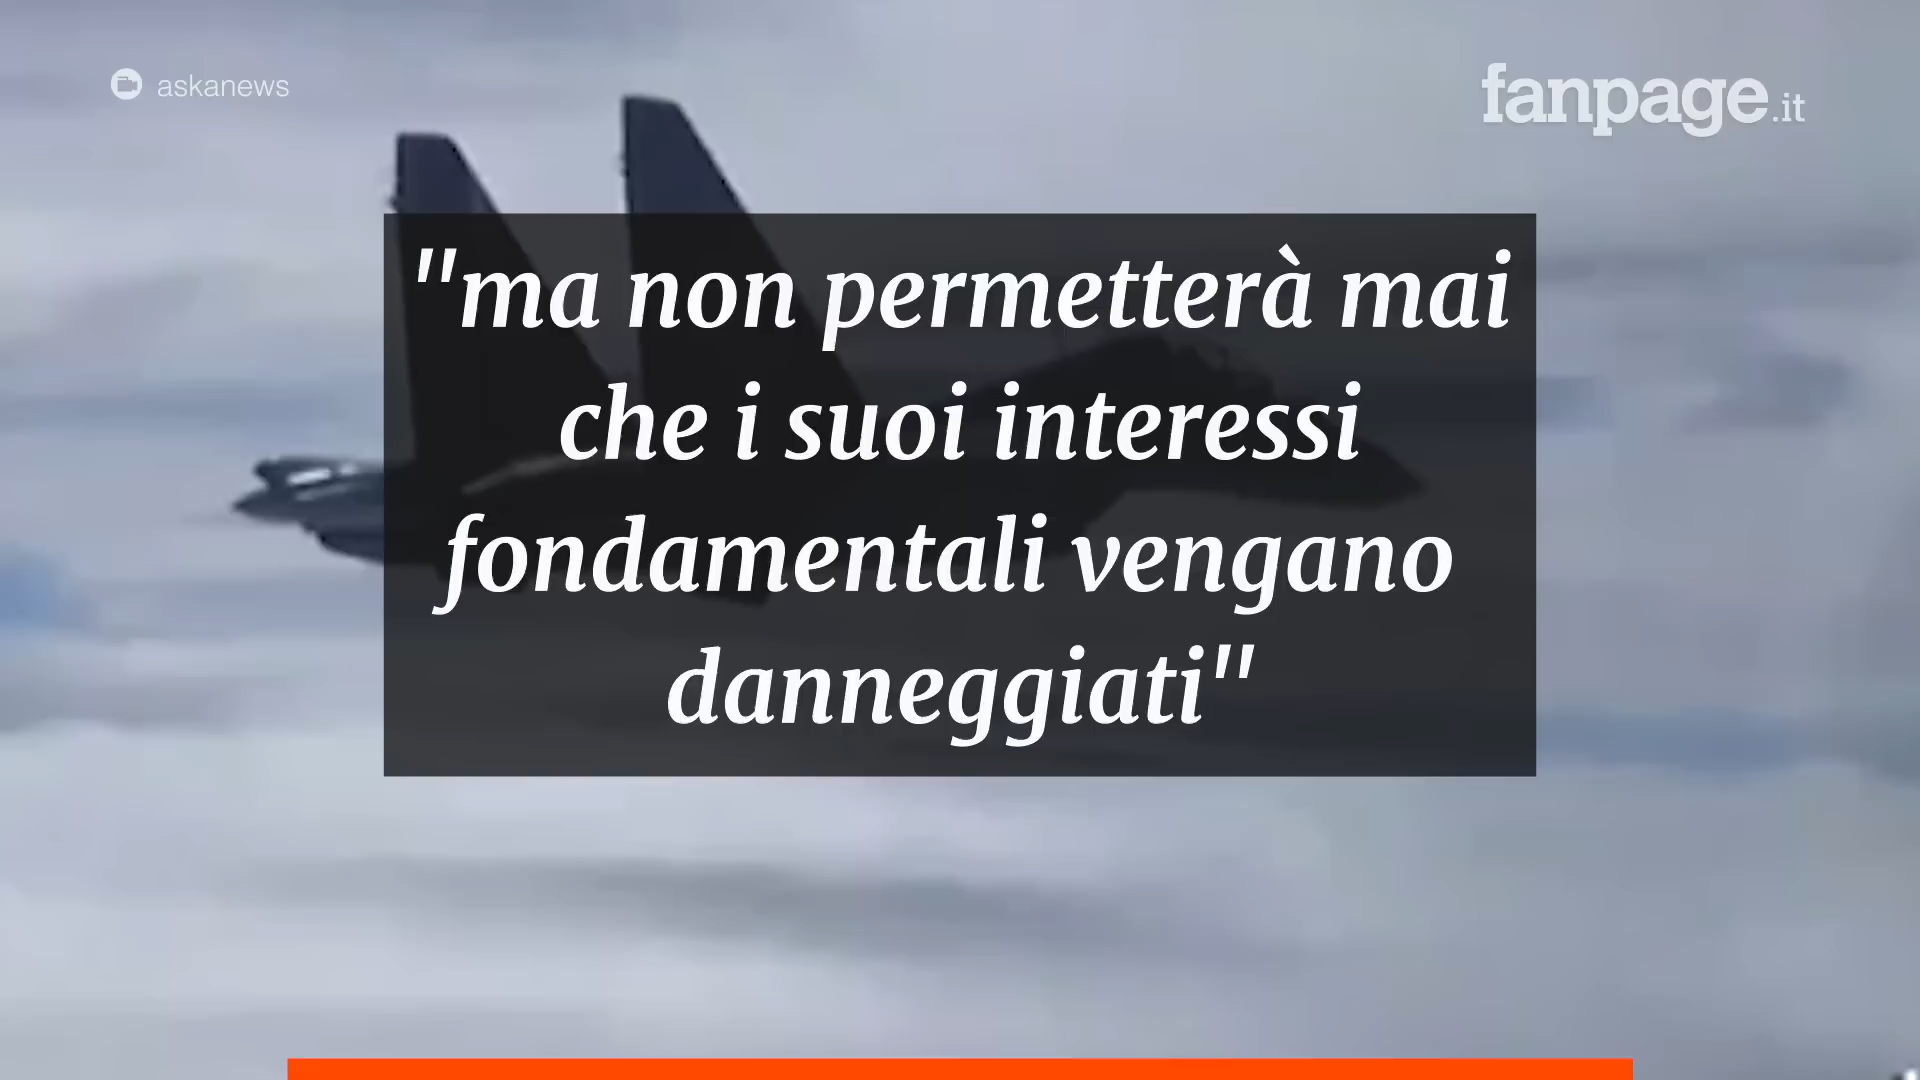 askanews
fanpage.it
"ma non permetterà mai
che i suoi interessi
fondamentali vengano
danneggiati"